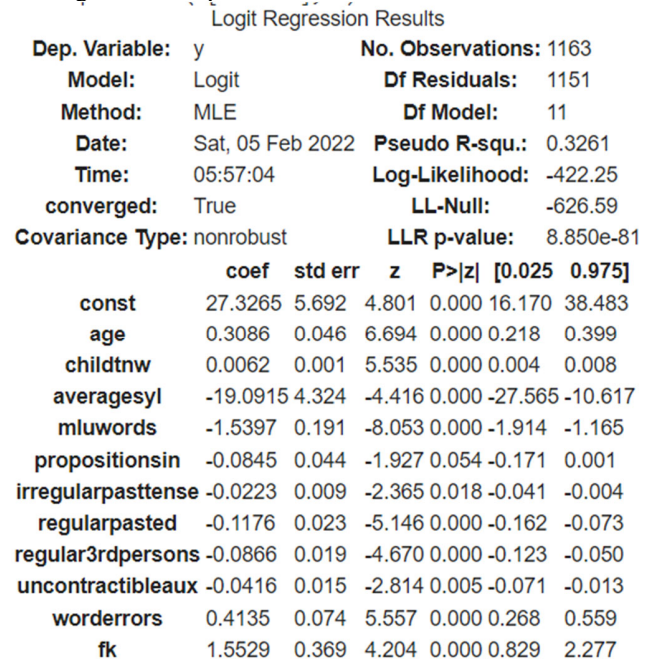 Logit Regression Results
Dep. Variable: y No. Observations: 1163
Model: Logit Df Residuals: 1151
Method: MLE Df Model: 11
Date: Sat, 05 Feb 2022 Pseudo R-squ.: 0.3261
Time: 05:57:04 Log-Likelihood: -422.25
converged: True LL-Null: -626.59
Covariance Type: nonrobust LLR p-value: 8.850e-81
coef std err z P>|z| [0.025 0.975]
const 27.3265 5.692 4.801 0.000 16.170 38.483
age 0.3086 0.046 6.694 0.000 0.218 0.399
childtnw 0.0062 0.001 5.535 0.000 0.004 0.008
averagesyl -19.0915 4.324 -4.416 0.000 -27.565 -10.617
mluwords -1.5397 0.191 -8.053 0.000 -1.914 -1.165
propositionsin -0.0845 0.044 -1.927 0.054 -0.171 0.001
irregularpasttense -0.0223 0.009 -2.365 0.018 -0.041 -0.004
regularpasted -0.1176 0.023 -5.146 0.000 -0.162 -0.073
regular3rdpersons -0.0866 0.019 -4.670 0.000 -0.123 -0.050
uncontractibleaux -0.0416 0.015 -2.814 0.005 -0.071 -0.013
worderrors 0.4135 0.074 5.557 0.000 0.268 0.559
fk 1.5529 0.369 4.204 0.000 0.829 2.277